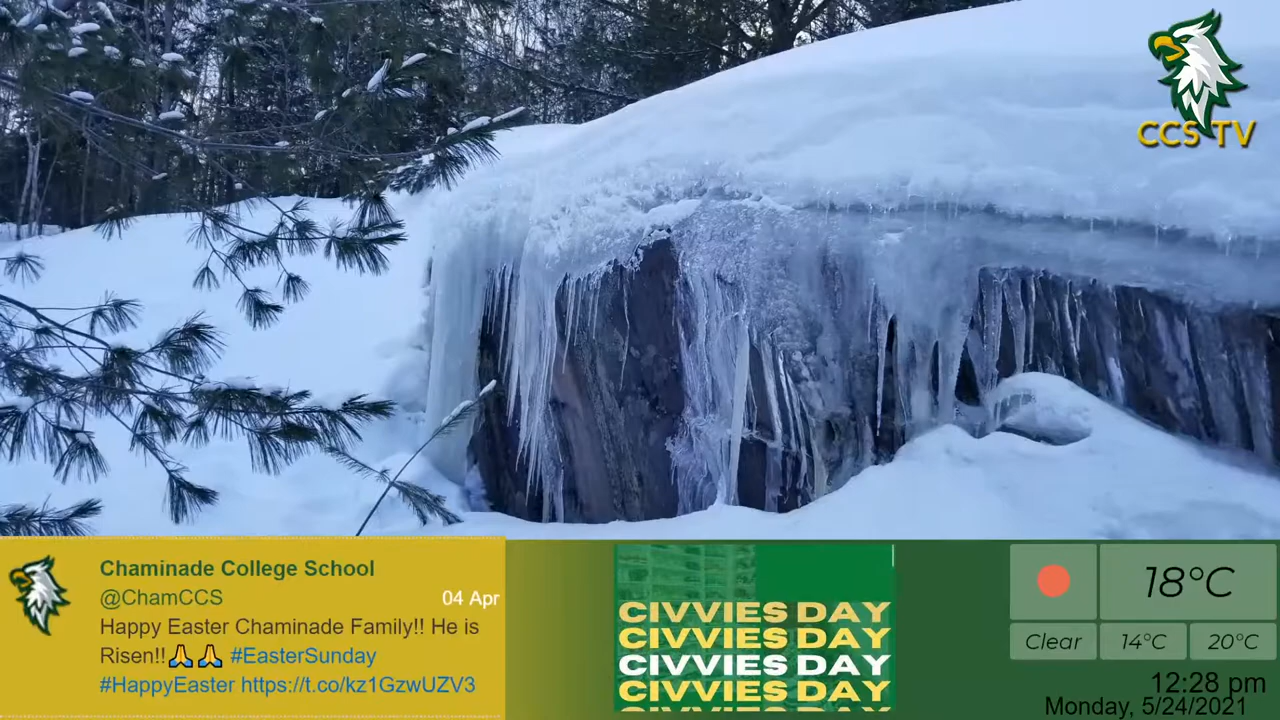 CCS TV
Chaminade College School
@ChamCCS
04 Apr
Happy Easter Chaminade Family!! He is
Risen!!🙏🙏 #EasterSunday
#HappyEaster https://t.co/kz1GzwUZV3
CIVVIES DAY
CIVVIES DAY
CIVVIES DAY
CIVVIES DAY
18°C
Clear
14°C
20°C
12:28 pm
Monday, 5/24/2021